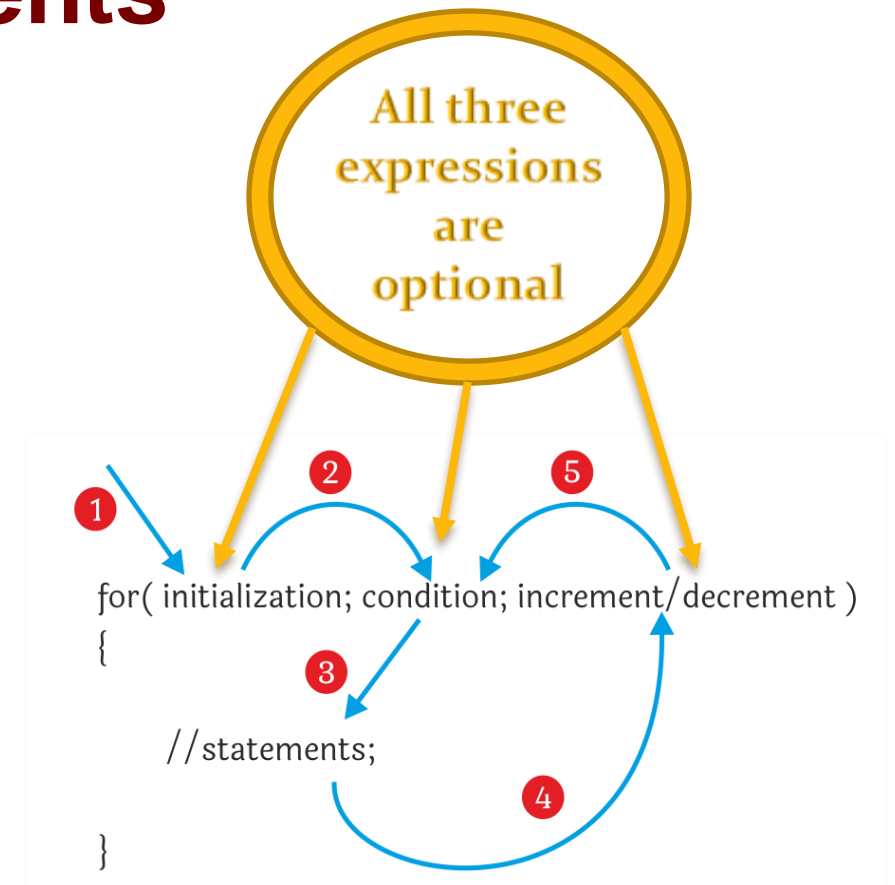 ents
All three
expressions
are
optional
2
5
1
for( initialization; condition; increment/decrement )
{
3
//statements;
4
}